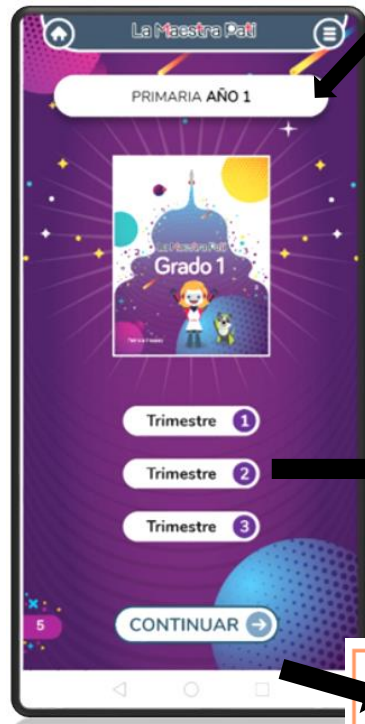 La Maestra Pati
PRIMARIA AÑO 1
La Maestra Pati
Grado 1
Trimestre 1
Trimestre 2
Trimestre 3
5
CONTINUAR